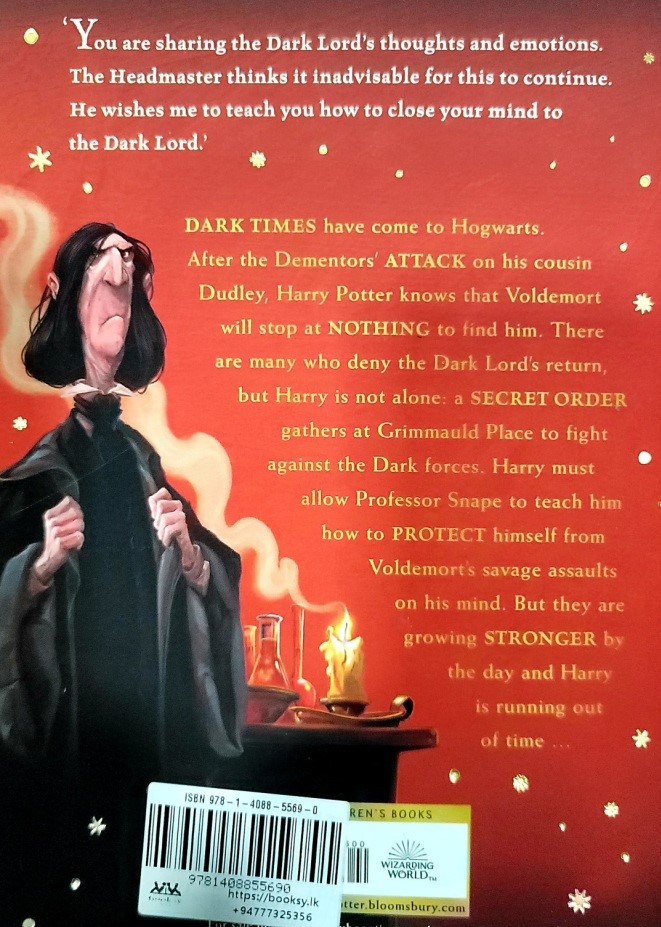 ‘You are sharing the Dark Lord’s thoughts and emotions.
The Headmaster thinks it inadvisable for this to continue.
He wishes me to teach you how to close your mind to
the Dark Lord.’
DARK TIMES have come to Hogwarts.
After the Dementors’ ATTACK on his cousin
Dudley, Harry Potter knows that Voldemort
will stop at NOTHING to find him. There
are many who deny the Dark Lord’s return,
but Harry is not alone: a SECRET ORDER
gathers at Grimmauld Place to fight
against the Dark forces. Harry must
allow Professor Snape to teach him
how to PROTECT himself from
Voldemort’s savage assaults
on his mind. But they are
growing STRONGER by
the day and Harry
is running out
of time ...
ISBN 978-1-4088-5569-0
9781408855690
https://booksy.lk
+94777325356
REN’S BOOKS
WIZARDING
WORLD™
tter.bloomsbury.com